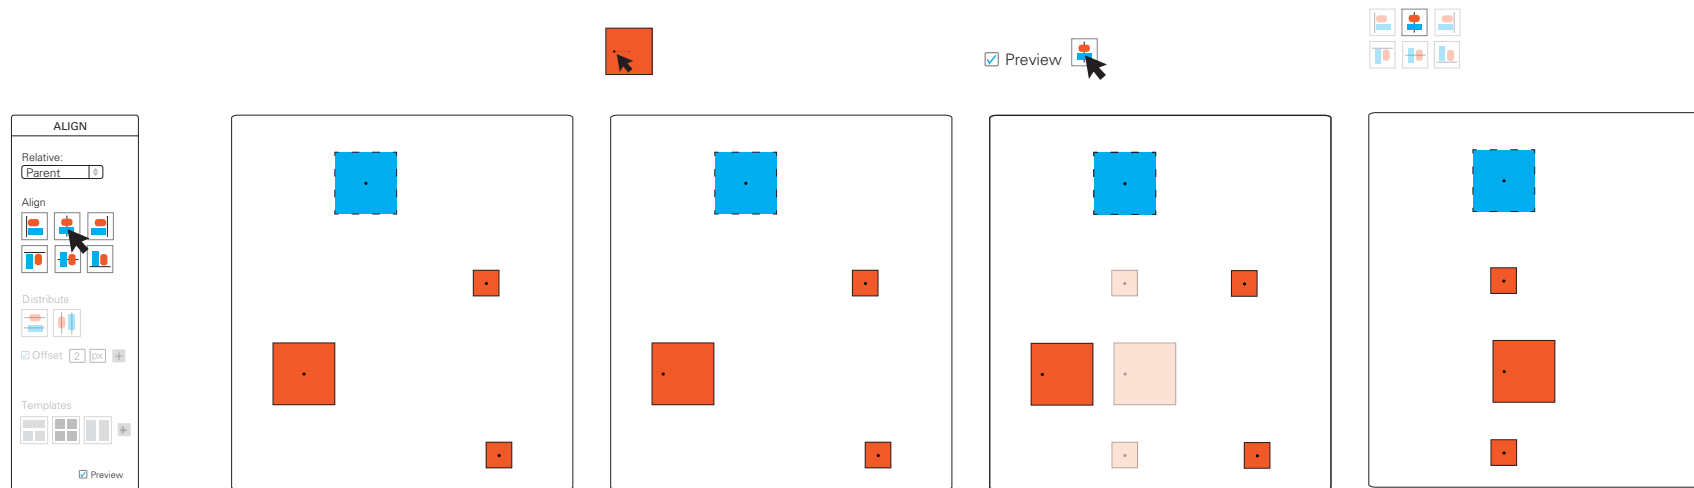 Preview
ALIGN
Relative:
Parent
Align
Distribute
Offset 2 px +
Templates
+
Preview